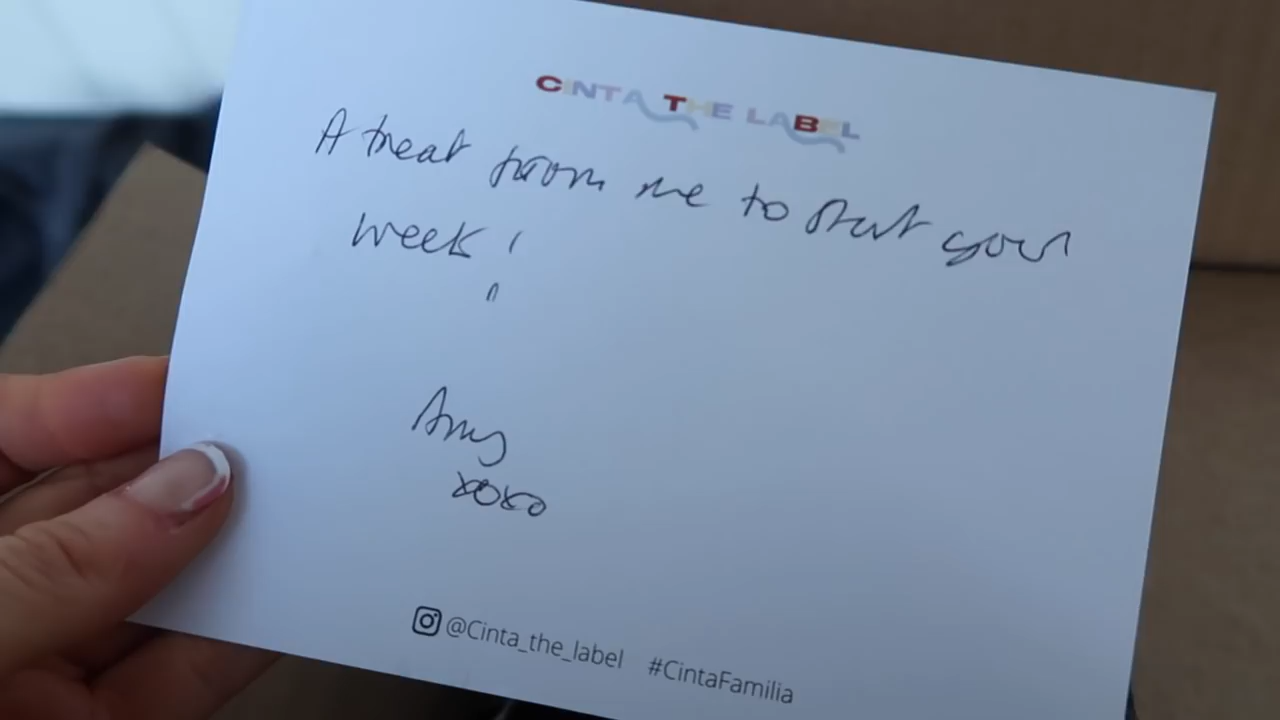 CINTA THE LABEL
A treat from me to start your
week!
Amy
xoxo
@Cinta_the_label #CintaFamilia